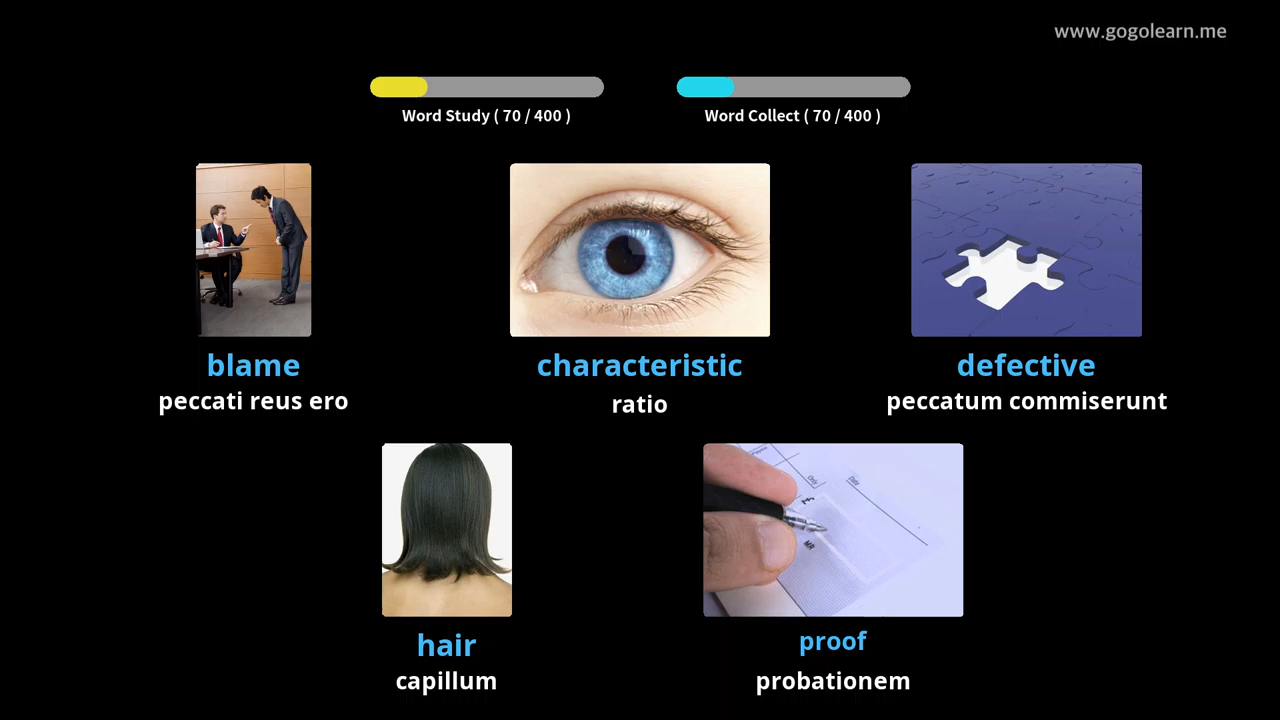 www.gogolearn.me
Word Study ( 70 / 400 )
Word Collect ( 70 / 400 )
blame
peccati reus ero
characteristic
ratio
defective
peccatum commiserunt
hair
capillum
proof
probationem